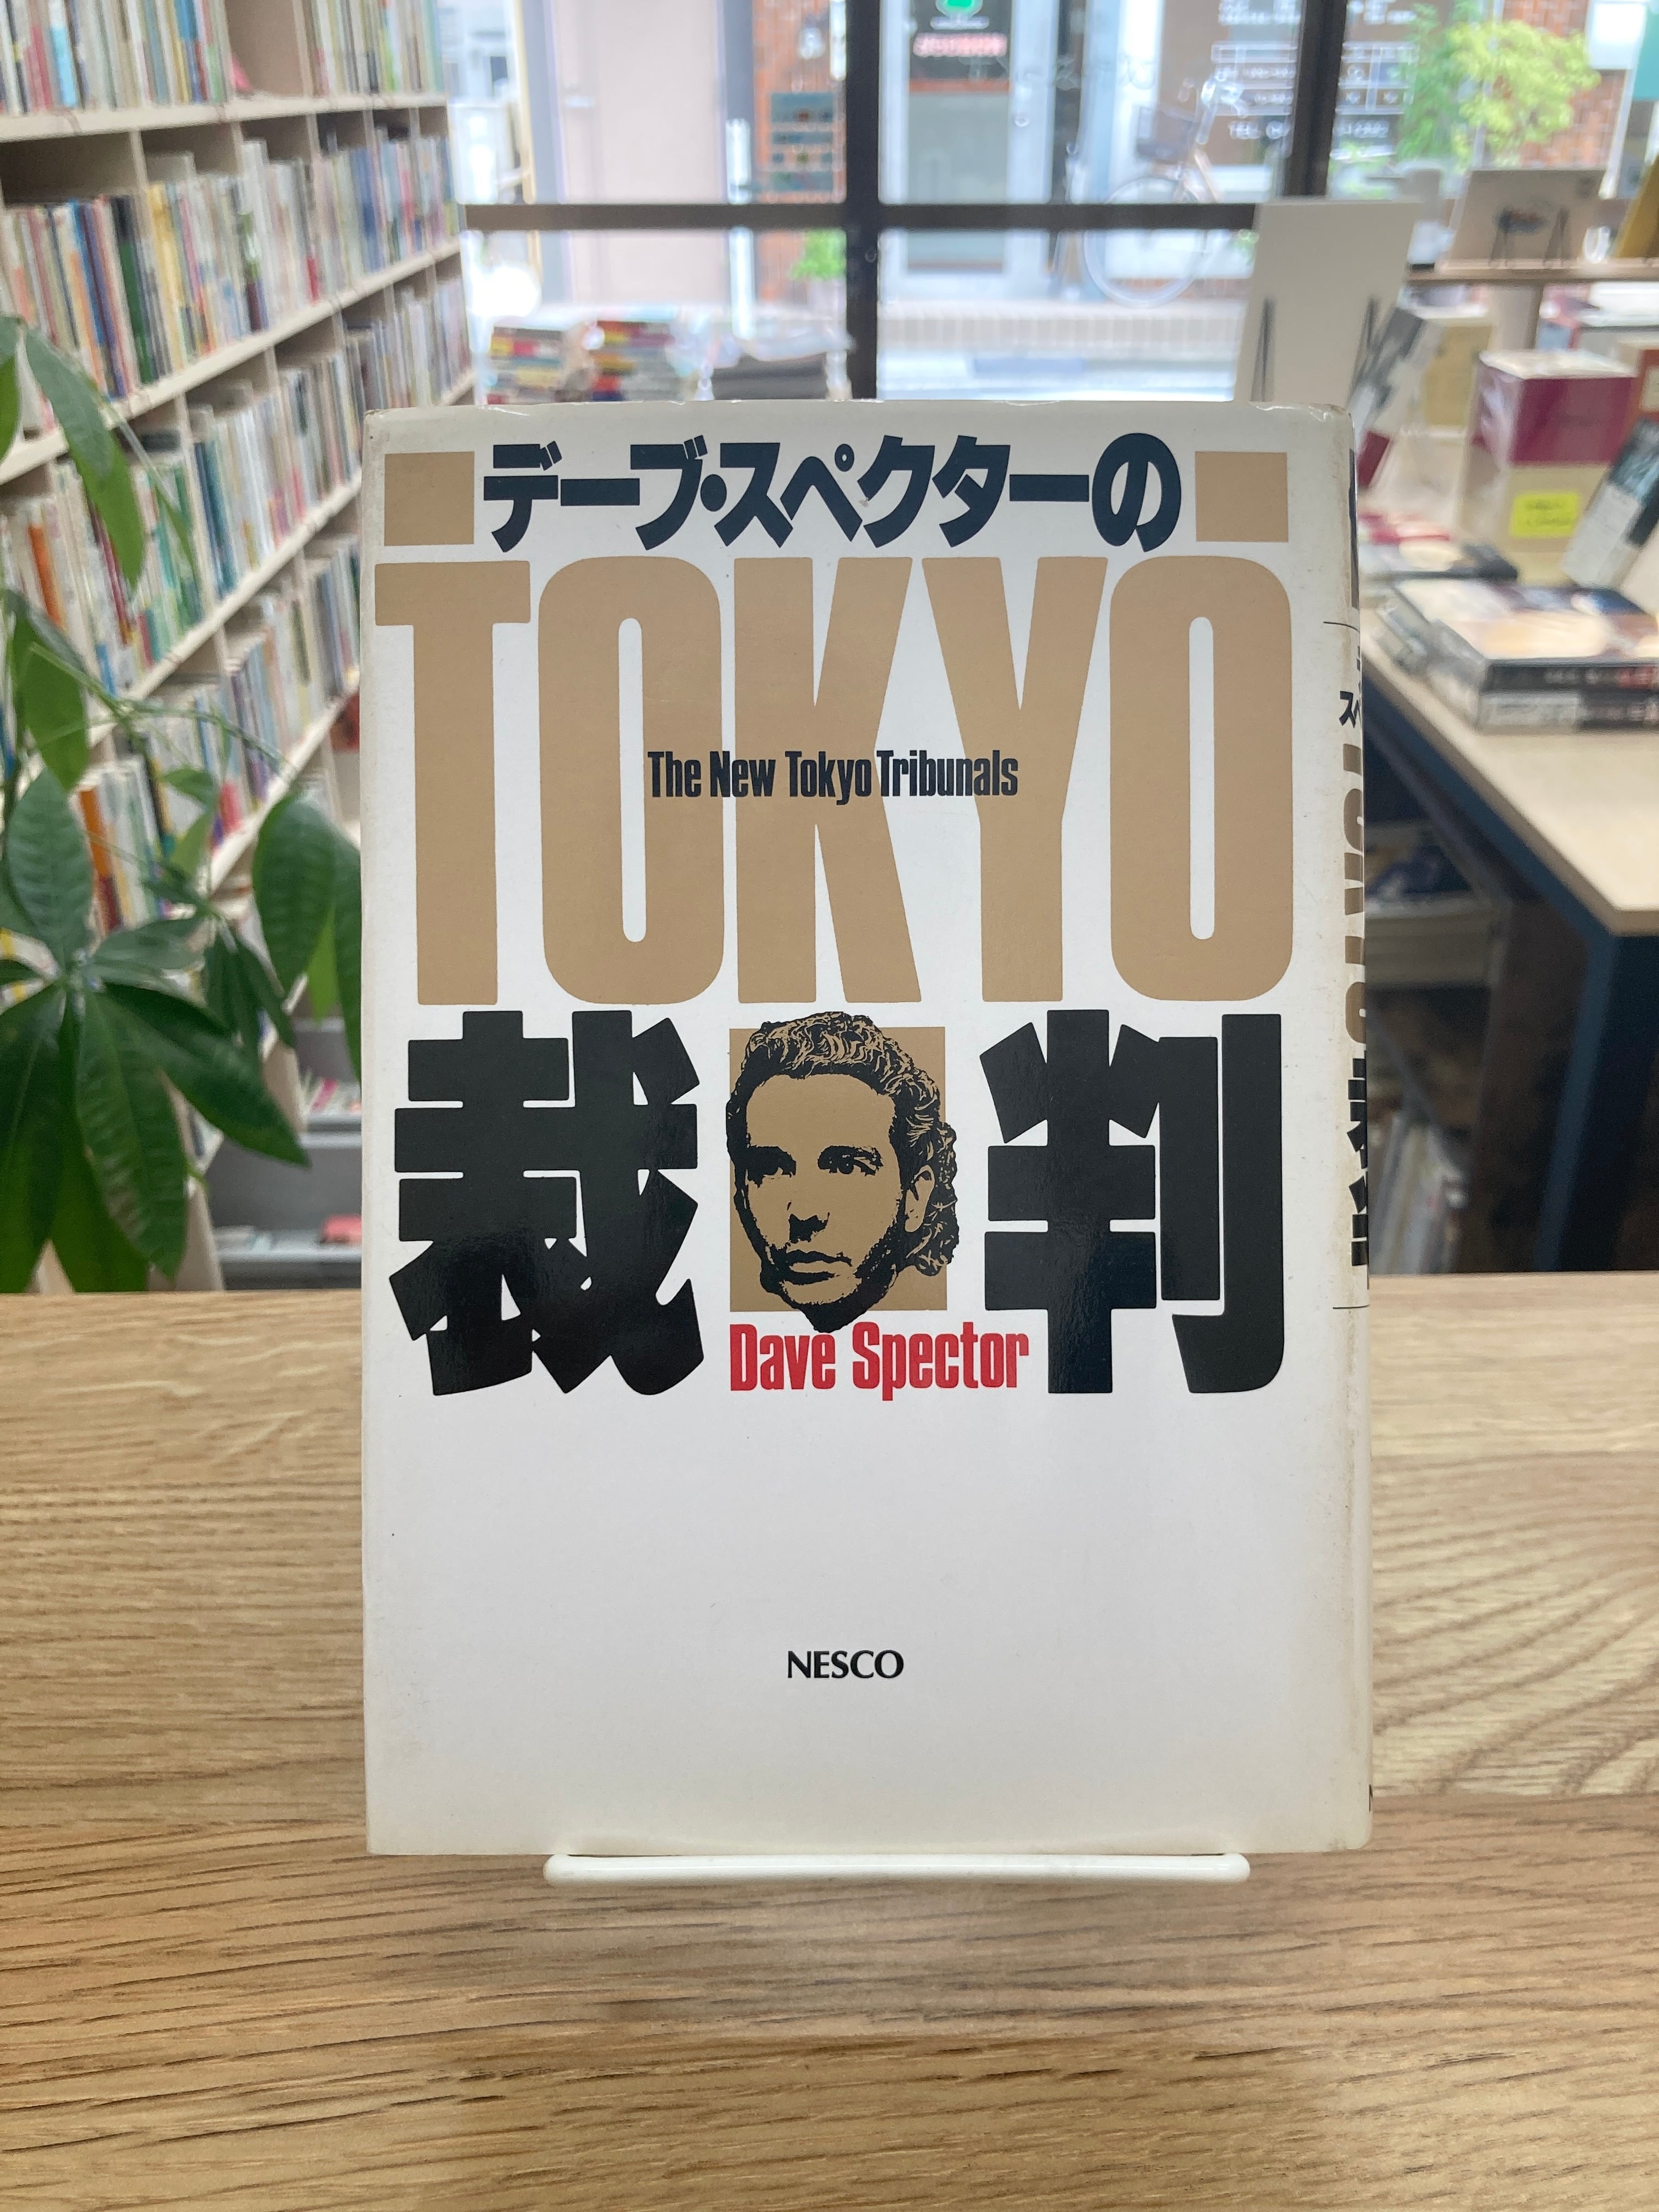 デーブ・スペクターの
TOKYO
The New Tokyo Tribunals
裁判
Dave Spector
NESCO